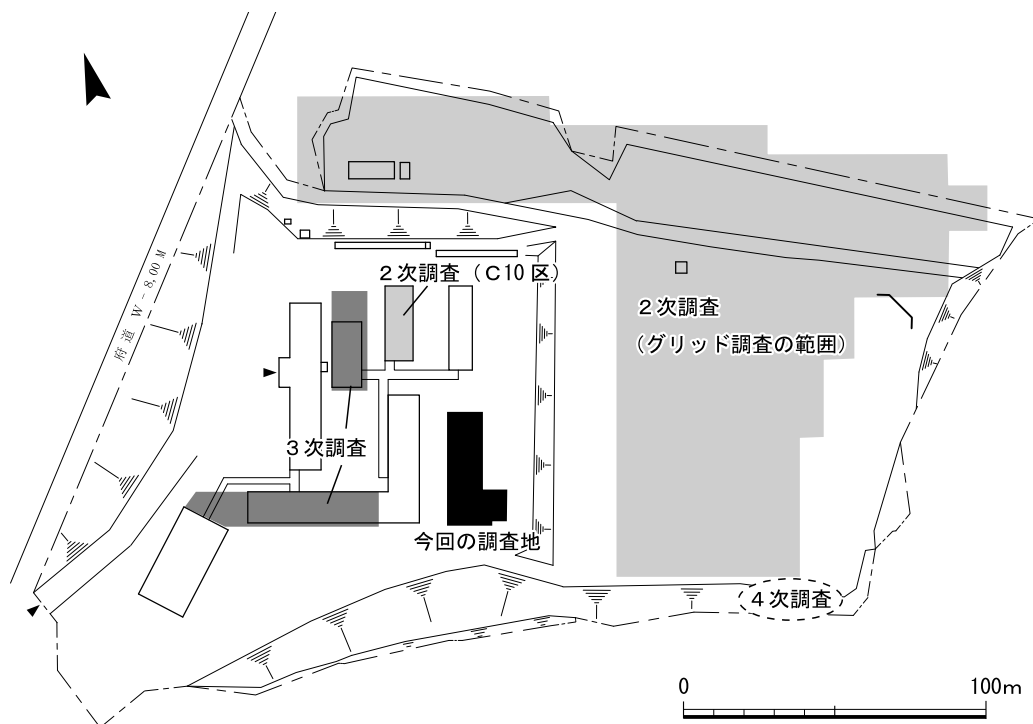 府道 W-8,00 M
2次調査（C10区）
2次調査
（グリッド調査の範囲）
3次調査
今回の調査地
4次調査
0 100m